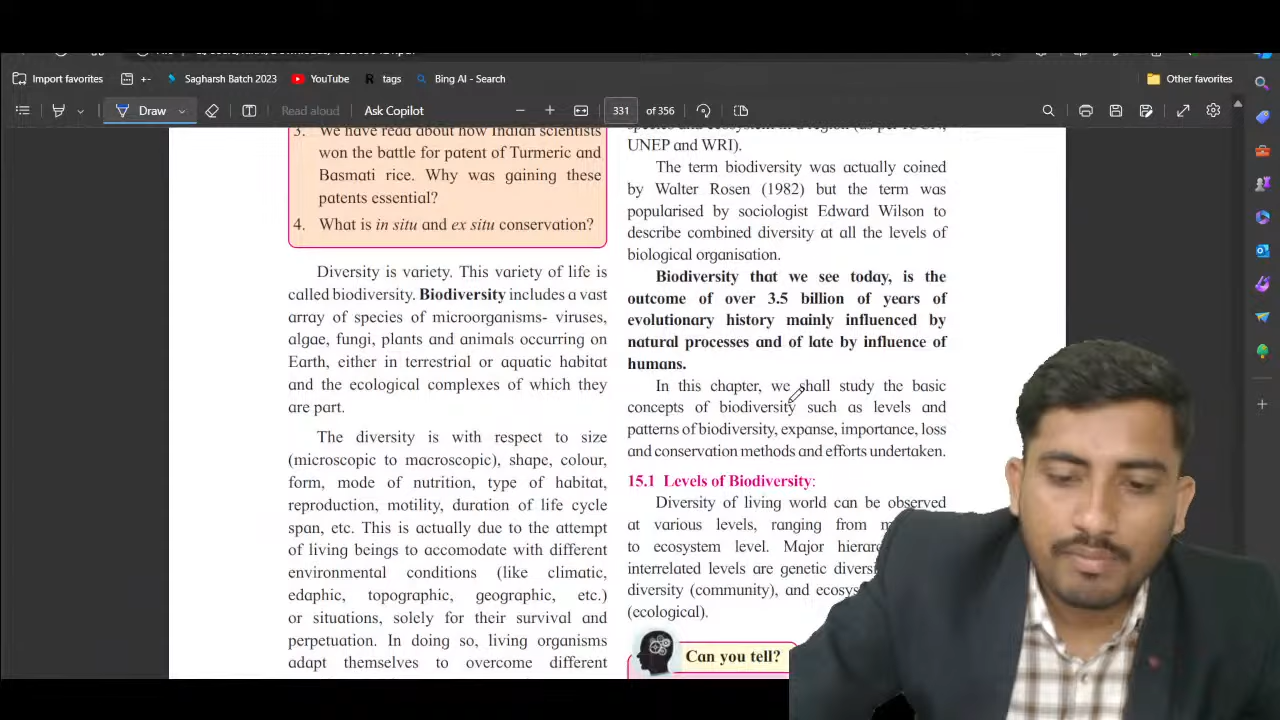 Import favorites
+-
Sagharsh Batch 2023
YouTube
tags
Bing AI - Search
Other favorites
Draw
Read aloud
Ask Copilot
331 of 356
3. We have read about how Indian scientists
won the battle for patent of Turmeric and
Basmati rice. Why was gaining these
patents essential?
4. What is in situ and ex situ conservation?
Diversity is variety. This variety of life is
called biodiversity. Biodiversity includes a vast
array of species of microorganisms- viruses,
algae, fungi, plants and animals occurring on
Earth, either in terrestrial or aquatic habitat
and the ecological complexes of which they
are part.
The diversity is with respect to size
(microscopic to macroscopic), shape, colour,
form, mode of nutrition, type of habitat,
reproduction, motility, duration of life cycle
span, etc. This is actually due to the attempt
of living beings to accomodate with different
environmental conditions (like climatic,
edaphic, topographic, geographic, etc.)
or situations, solely for their survival and
perpetuation. In doing so, living organisms
adapt themselves to overcome different
UNEP and WRI).
The term biodiversity was actually coined
by Walter Rosen (1982) but the term was
popularised by sociologist Edward Wilson to
describe combined diversity at all the levels of
biological organisation.
Biodiversity that we see today, is the
outcome of over 3.5 billion of years of
evolutionary history mainly influenced by
natural processes and of late by influence of
humans.
In this chapter, we shall study the basic
concepts of biodiversity such as levels and
patterns of biodiversity, expanse, importance, loss
and conservation methods and efforts undertaken.
15.1 Levels of Biodiversity:
Diversity of living world can be observed
at various levels, ranging from
to ecosystem level. Major
interrelated levels are genetic
diversity (community), and
(ecological).
Can you tell?